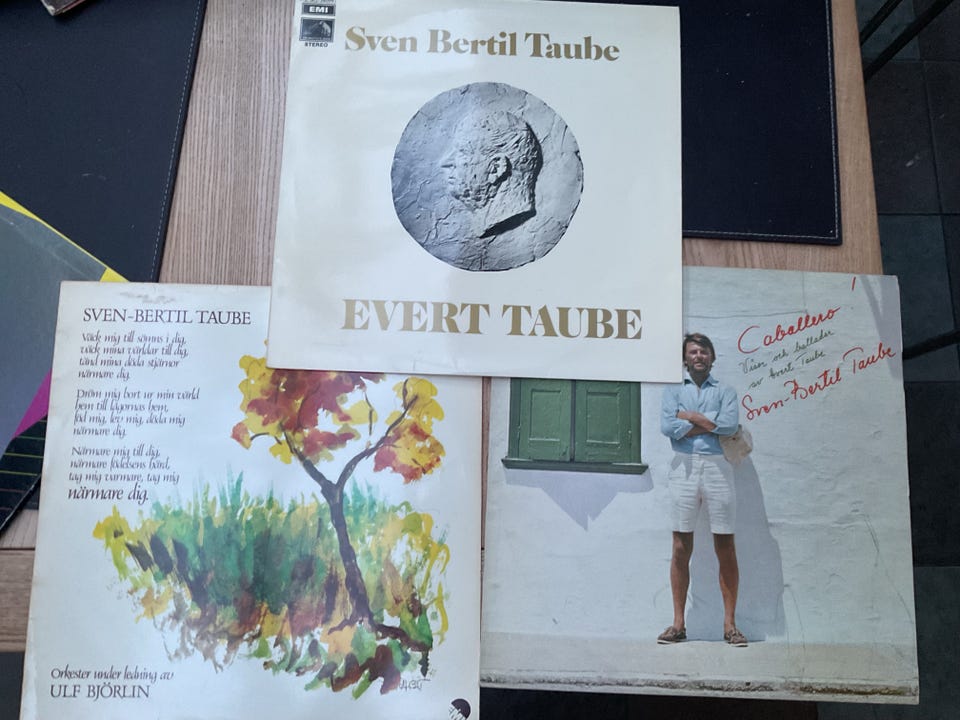 EMI
STEREO
Sven Bertil Taube
EVERT TAUBE
SVEN-BERTIL TAUBE
Väck mig till sömns i dig,
väck mina världar till dig,
tänd mina döda stjärnor
närmare dig.
Dröm mig bort ur min värld
hem till lågornas hem,
föd mig, lev mig, döda mig
närmare dig.
Närmare mig till dig,
närmare födelsens härd,
tag mig varmare, tag mig
närmare dig.
Orkester under ledning av
ULF BJÖRLIN
Caballero!
Visor och ballader
av Evert Taube
Sven-Bertil Taube